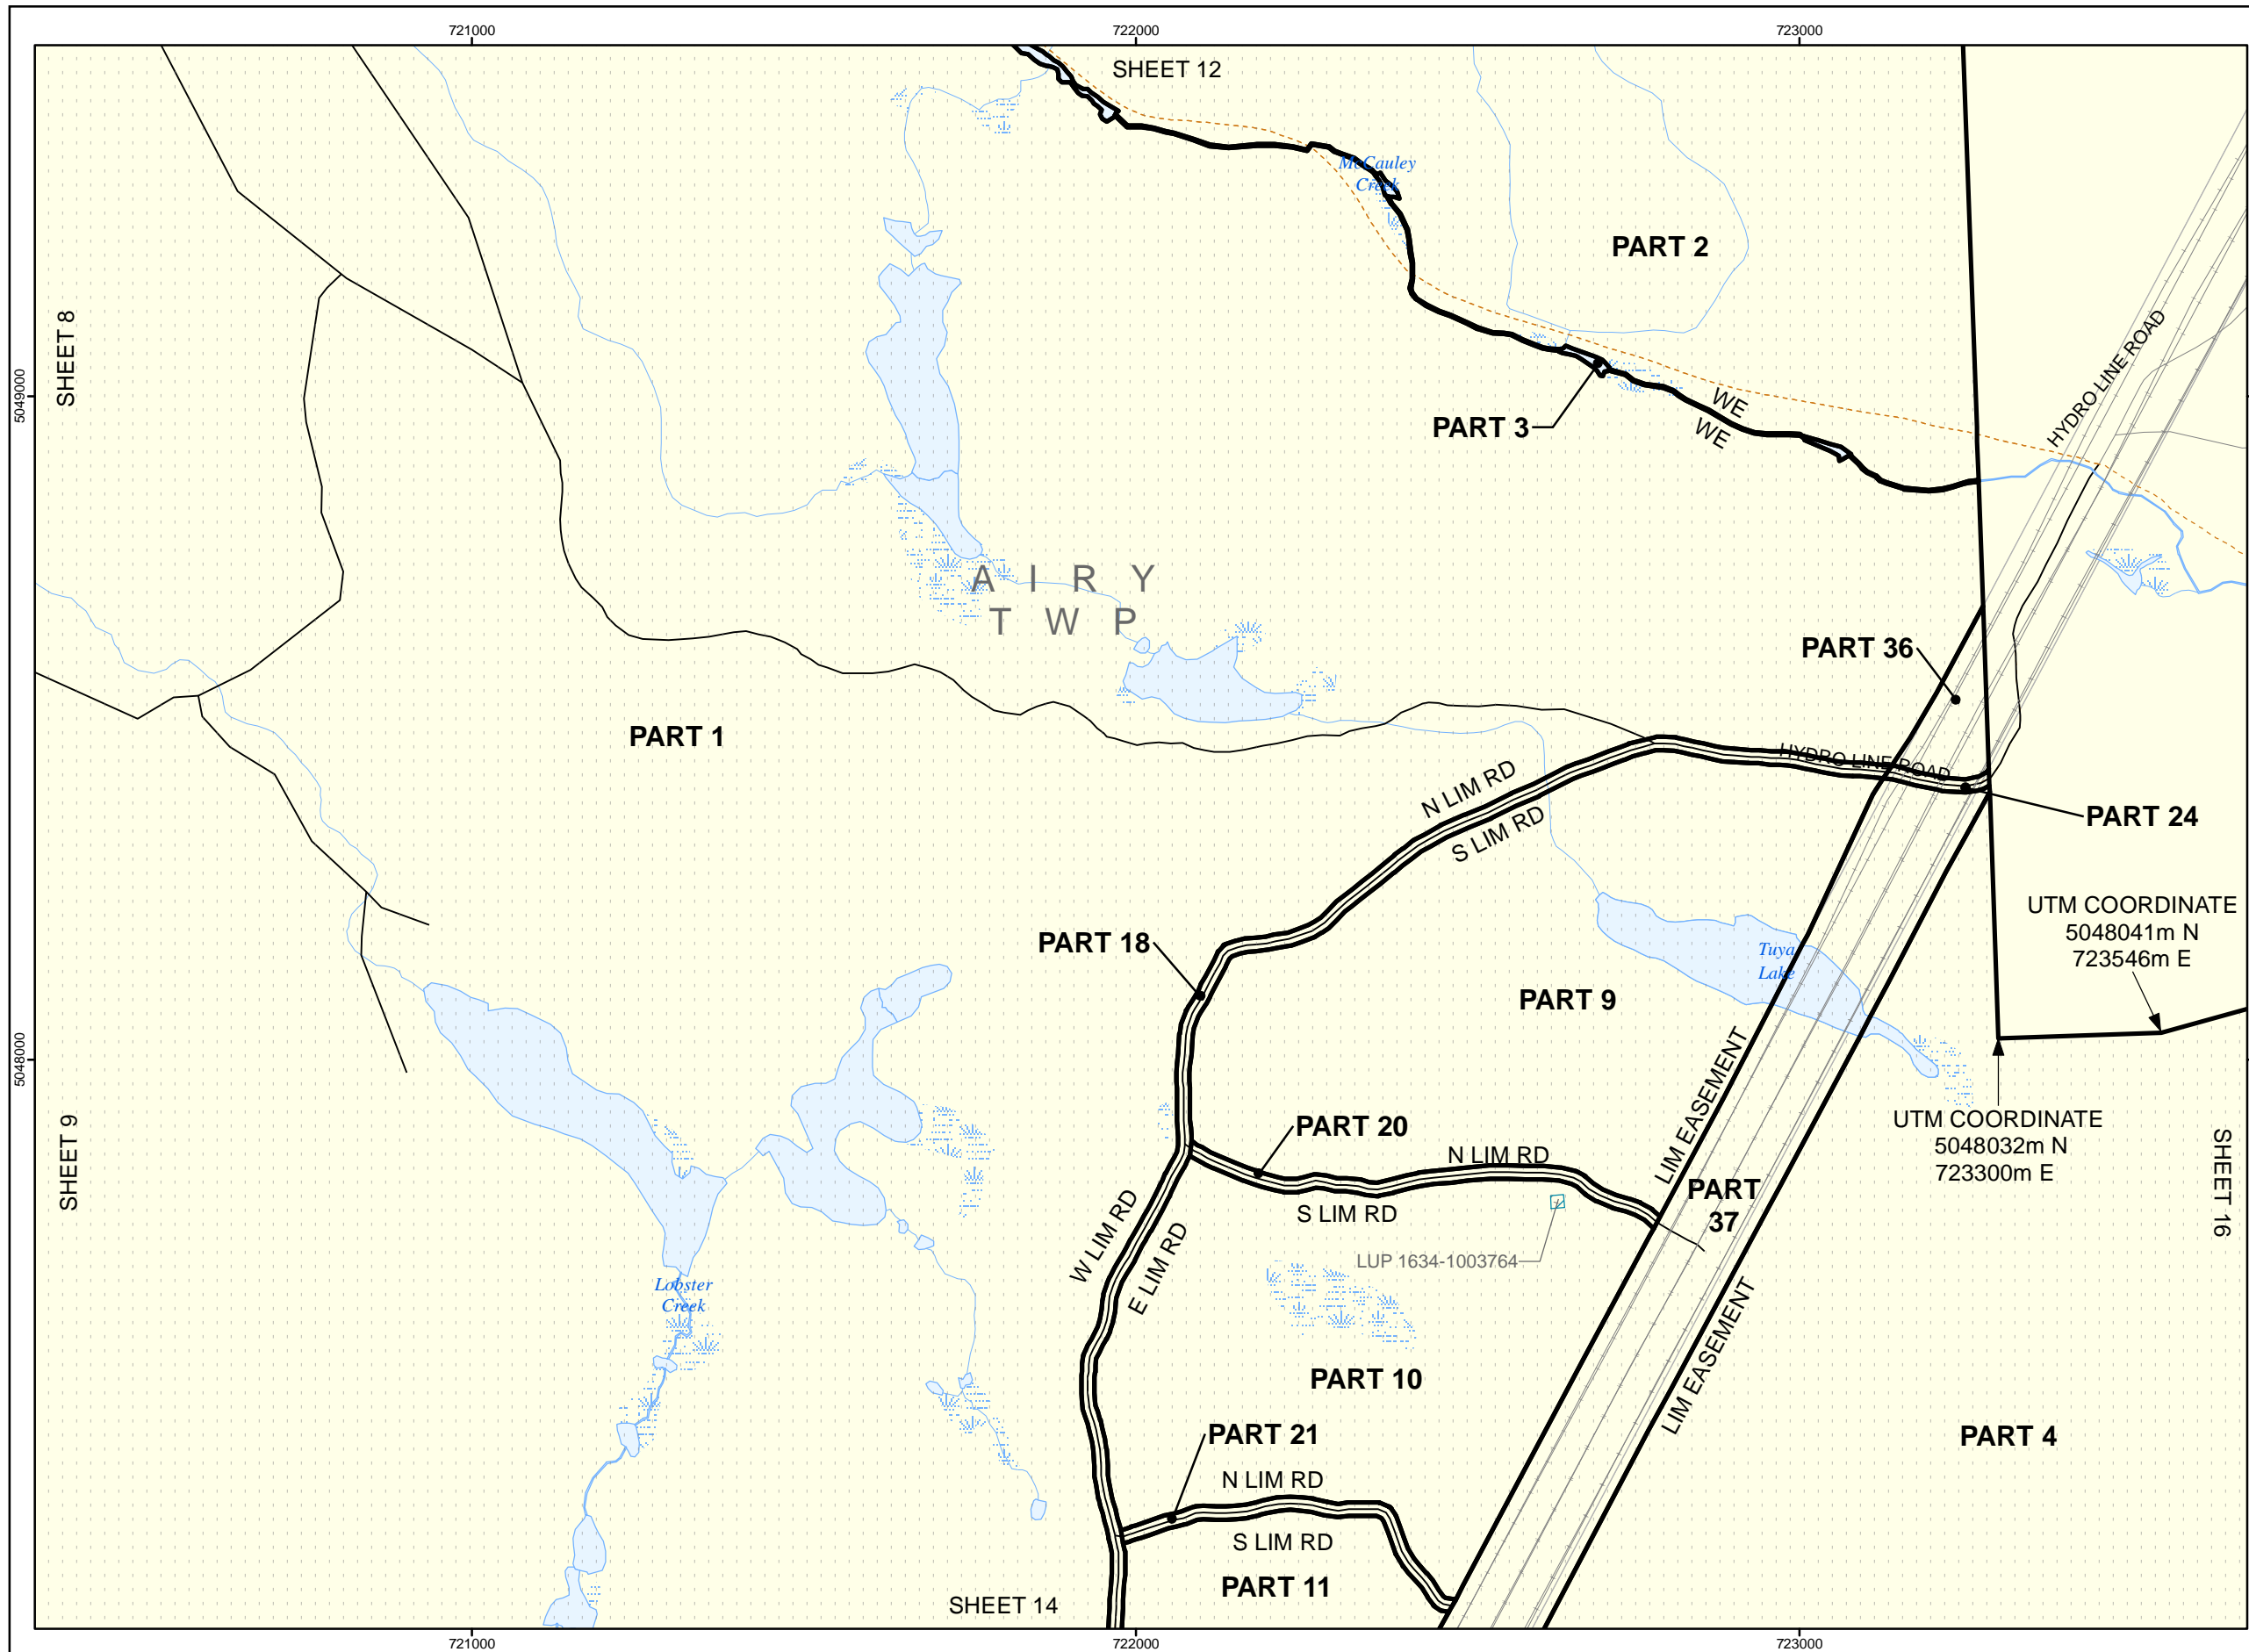 721000
722000
723000
SHEET 12
McCauley
Creek
PART 2
SHEET 8
HYDRO LINE ROAD
5049000
PART 3
WE
WE
AIRY
TWP
PART 36
PART 1
HYDRO LINE ROAD
N LIM RD
S LIM RD
PART 24
UTM COORDINATE
5048041m N
723546m E
PART 18
Tuya
Lake
PART 9
5048000
LIM EASEMENT
UTM COORDINATE
5048032m N
723300m E
SHEET 9
PART 20
N LIM RD
SHEET 16
PART
37
S LIM RD
W LIM RD
E LIM RD
LUP 1634-1003764
Lobster
Creek
LIM EASEMENT
PART 10
PART 21
PART 4
N LIM RD
S LIM RD
PART 11
SHEET 14
721000
722000
723000